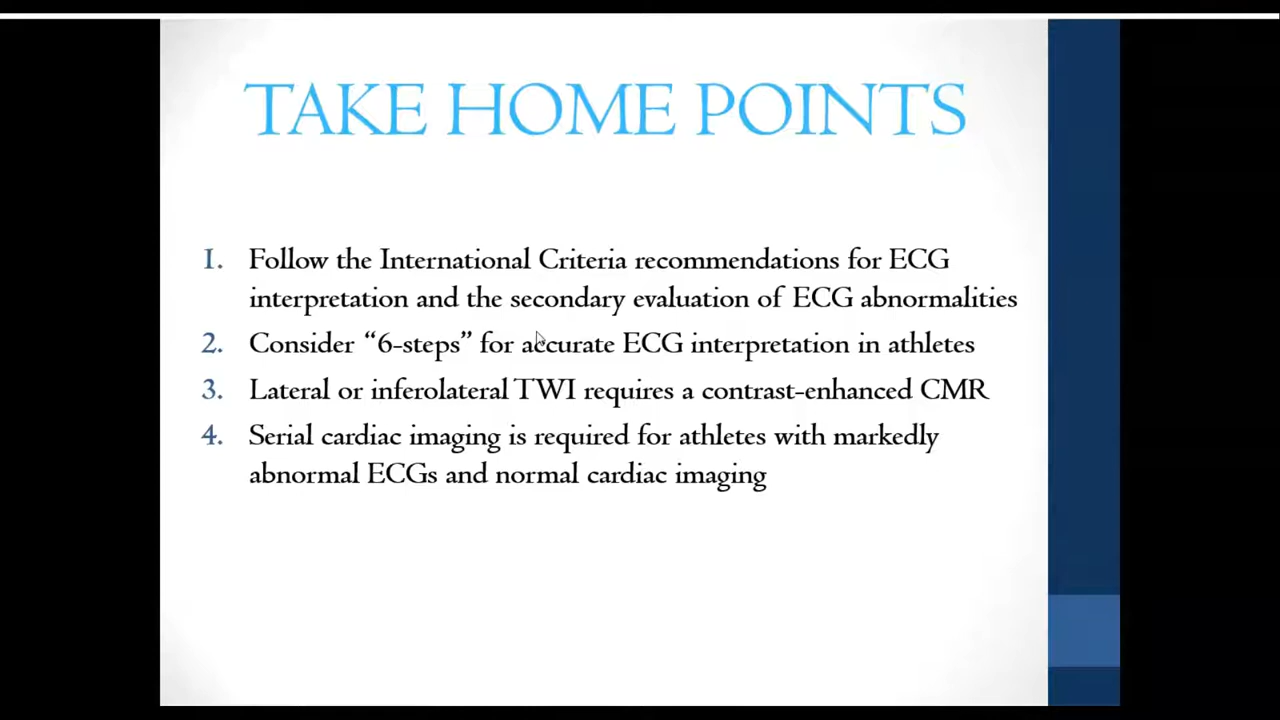 TAKE HOME POINTS
1. Follow the International Criteria recommendations for ECG
interpretation and the secondary evaluation of ECG abnormalities
2. Consider “6-steps” for accurate ECG interpretation in athletes
3. Lateral or inferolateral TWI requires a contrast-enhanced CMR
4. Serial cardiac imaging is required for athletes with markedly
abnormal ECGs and normal cardiac imaging